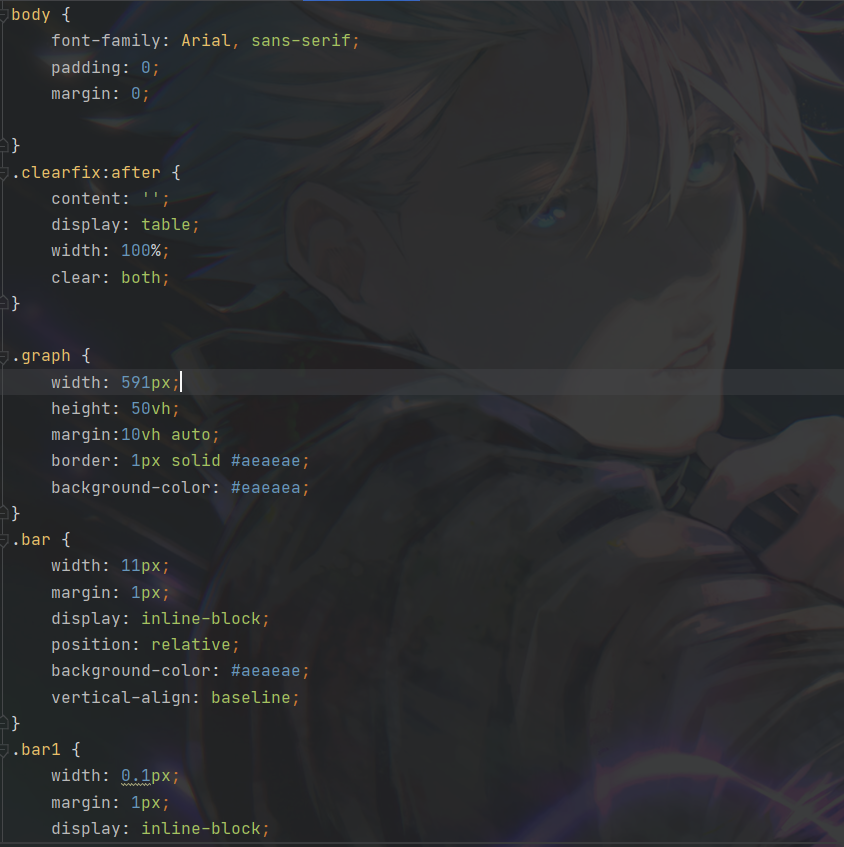 body {
    font-family: Arial, sans-serif;
    padding: 0;
    margin: 0;

}
.clearfix:after {
    content: '';
    display: table;
    width: 100%;
    clear: both;
}

.graph {
    width: 591px;
    height: 50vh;
    margin:10vh auto;
    border: 1px solid #aeaeae;
    background-color: #eaeaea;
}
.bar {
    width: 11px;
    margin: 1px;
    display: inline-block;
    position: relative;
    background-color: #aeaeae;
    vertical-align: baseline;
}
.bar1 {
    width: 0.1px;
    margin: 1px;
    display: inline-block;